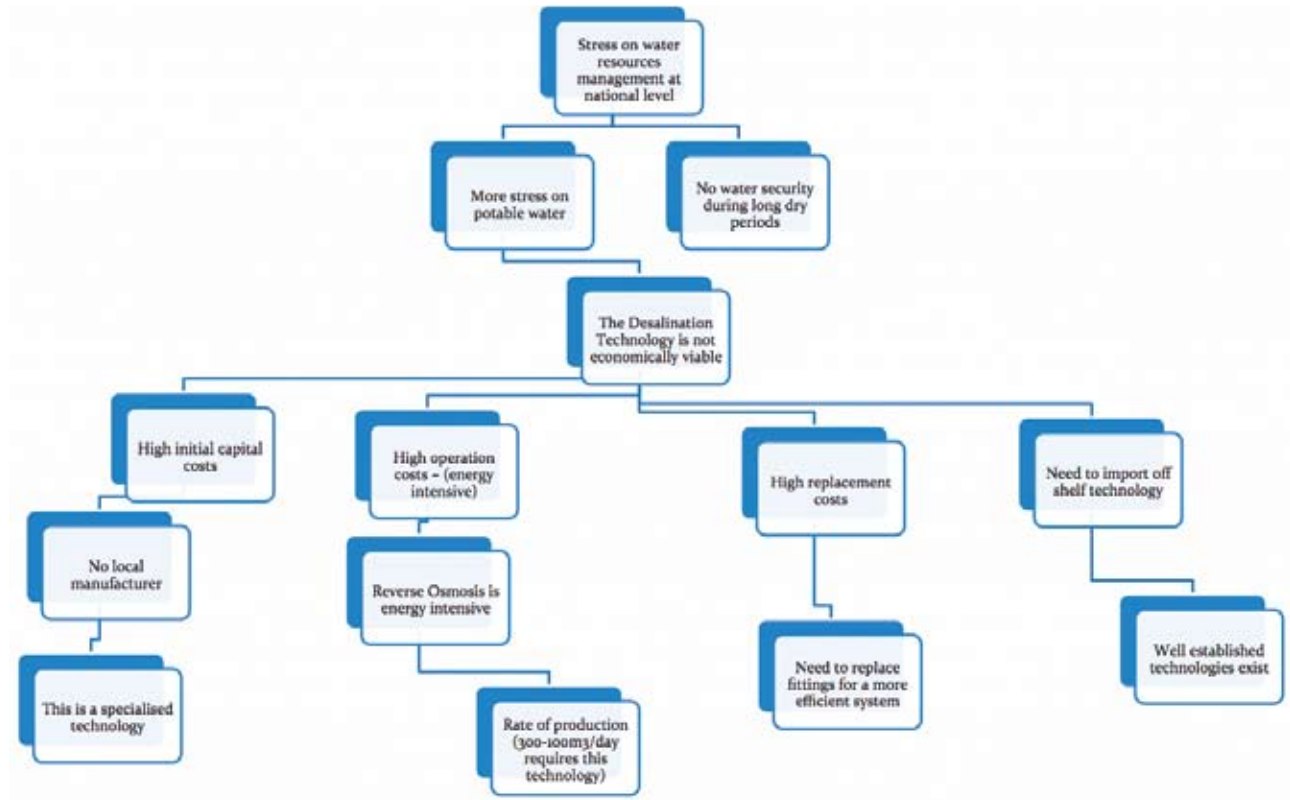 Stress on water
resources
management at
national level
More stress on
potable water
No water security
during long dry
periods
The Desalination
Technology is not
economically viable
High initial capital
costs
High operation
costs – (energy
intensive)
High replacement
costs
Need to import off
shelf technology
No local
manufacturer
Reverse Osmosis is
energy intensive
Need to replace
fittings for a more
efficient system
Well established
technologies exist
This is a specialised
technology
Rate of production
(300-100m3/day
requires this
technology)